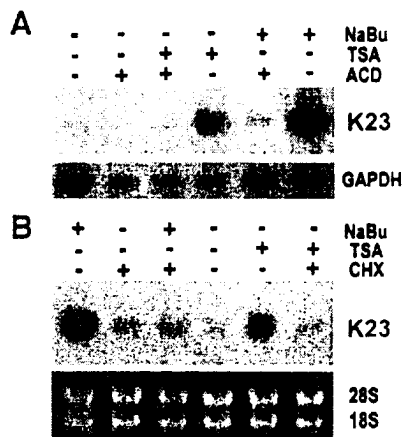 A
- - - - + + NaBu
- - + + - - TSA
- + + - + - ACD
K23
GAPDH
B
+ - + - - - NaBu
- - - - + + TSA
- + + - - + CHX
K23
28S
18S